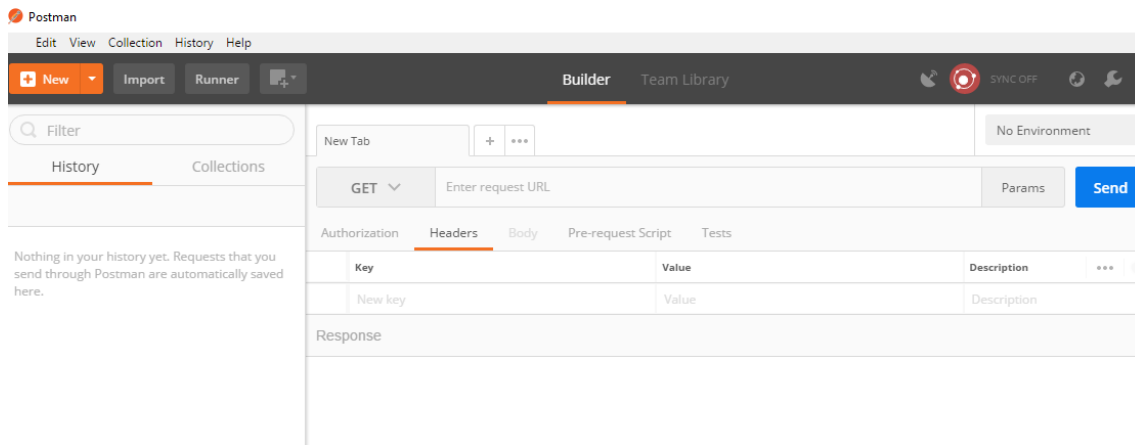 Postman
Edit View Collection History Help
New Import Runner Builder Team Library SYNC OFF
Filter
History Collections
Nothing in your history yet. Requests that you
send through Postman are automatically saved
here.
New Tab + ••• No Environment
GET Enter request URL Params Send
Authorization Headers Body Pre-request Script Tests
Key Value Description •••
New key Value Description
Response